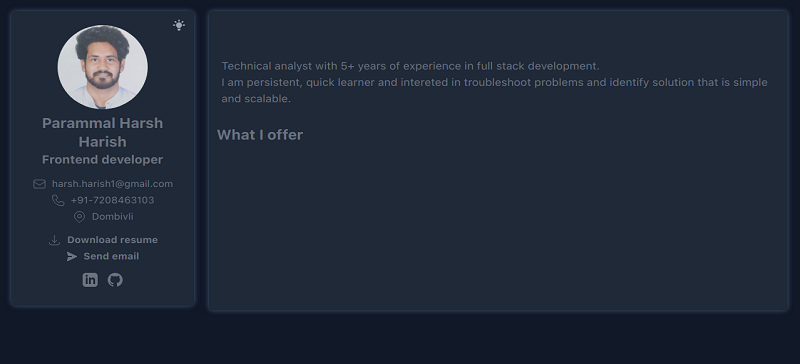 Parammal Harsh
Harish
Frontend developer
harsh.harish1@gmail.com
+91-7208463103
Dombivli
Download resume
Send email
in
Technical analyst with 5+ years of experience in full stack development.
I am persistent, quick learner and intereted in troubleshoot problems and identify solution that is simple
and scalable.
What I offer